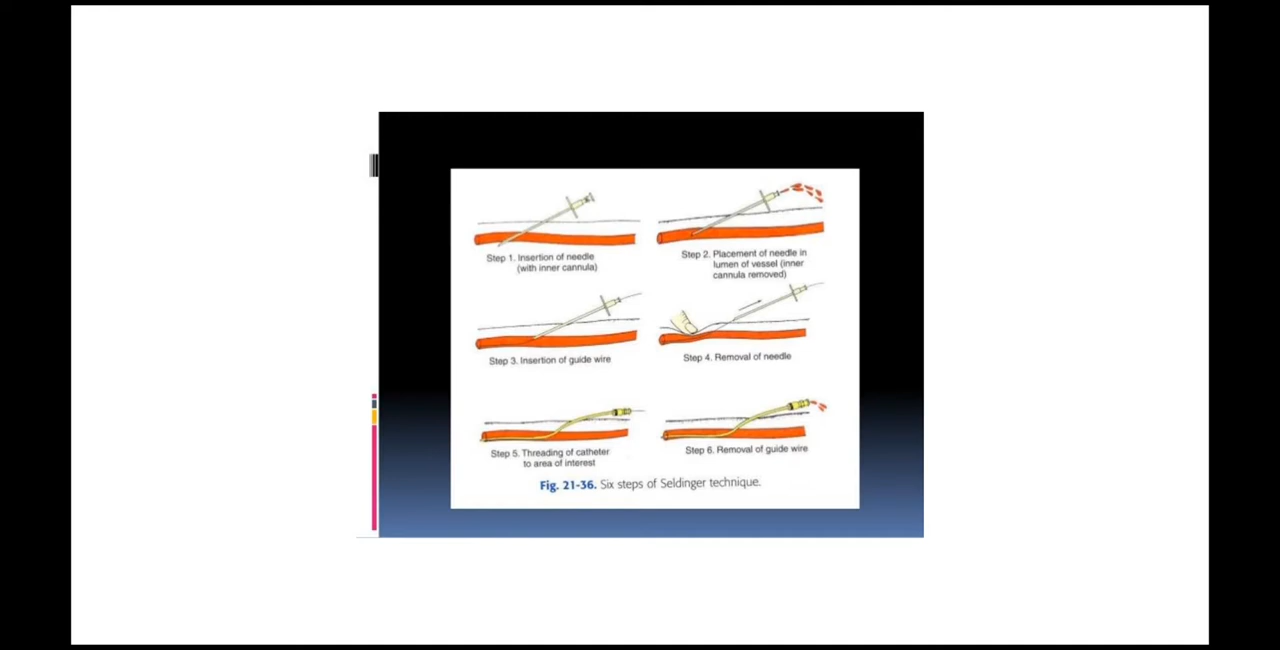 Step 1. Insertion of needle
(with inner cannula)
Step 2. Placement of needle in
lumen of vessel (inner
cannula removed)
Step 3. Insertion of guide wire
Step 4. Removal of needle
Step 5. Threading of catheter
to area of interest
Step 6. Removal of guide wire
Fig. 21-36. Six steps of Seldinger technique.